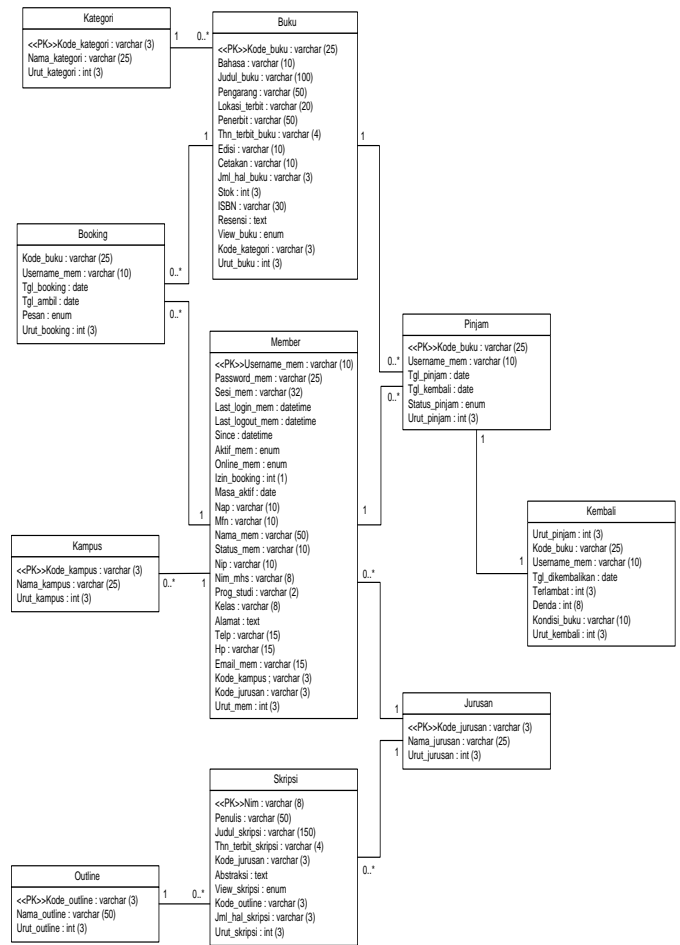 Kategori
<<PK>>Kode_kategori : varchar (3)
Nama_kategori : varchar (25)
Urut_kategori : int (3)
1
0..*
Buku
<<PK>>Kode_buku : varchar (25)
Bahasa : varchar (10)
Judul_buku : varchar (100)
Pengarang : varchar (50)
Lokasi_terbit : varchar (20)
Penerbit : varchar (50)
Thn_terbit_buku : varchar (4)
Edisi : varchar (10)
Cetakan : varchar (10)
Jml_hal_buku : varchar (3)
Stok : int (3)
ISBN : varchar (30)
Resensi : text
View_buku : enum
Kode_kategori : varchar (3)
Urut_buku : int (3)
1
1
Booking
Kode_buku : varchar (25)
Username_mem : varchar (10)
Tgl_booking : date
Tgl_ambil : date
Pesan : enum
Urut_booking : int (3)
0..*
0..*
Member
<<PK>>Username_mem : varchar (10)
Password_mem : varchar (25)
Sesi_mem : varchar (32)
Last_login_mem : datetime
Last_logout_mem : datetime
Since : datetime
Aktif_mem : enum
Online_mem : enum
Izin_booking : int (1)
Masa_aktif : date
Nap : varchar (10)
Mfn : varchar (10)
Nama_mem : varchar (50)
Status_mem : varchar (10)
Nip : varchar (10)
Nim_mhs : varchar (8)
Prog_studi : varchar (2)
Kelas : varchar (8)
Alamat : text
Telp : varchar (15)
Hp : varchar (15)
Email_mem : varchar (15)
Kode_kampus ; varchar (3)
Kode_jurusan : varchar (3)
Urut_mem : int (3)
1
1
1
0..*
Pinjam
<<PK>>Kode_buku : varchar (25)
Username_mem : varchar (10)
Tgl_pinjam : date
Tgl_kembali : date
Status_pinjam : enum
Urut_pinjam : int (3)
0..*
0..*
1
1
Kembali
Urut_pinjam : int (3)
Kode_buku : varchar (25)
Username_mem : varchar (10)
Tgl_dikembalikan : date
Terlambat : int (3)
Denda : int (8)
Kondisi_buku : varchar (10)
Urut_kembali : int (3)
Kampus
<<PK>>Kode_kampus : varchar (3)
Nama_kampus : varchar (25)
Urut_kampus : int (3)
0..*
Jurusan
<<PK>>Kode_jurusan : varchar (3)
Nama_jurusan : varchar (25)
Urut_jurusan : int (3)
1
1
Skripsi
<<PK>>Nim : varchar (8)
Penulis : varchar (50)
Judul_skripsi : varchar (150)
Thn_terbit_skripsi : varchar (4)
Kode_jurusan : varchar (3)
Abstraksi : text
View_skripsi : enum
Kode_outline : varchar (3)
Jml_hal_skripsi : varchar (3)
Urut_skripsi : int (3)
0..*
Outline
<<PK>>Kode_outline : varchar (3)
Nama_outline : varchar (50)
Urut_outline : int (3)
1
0..*